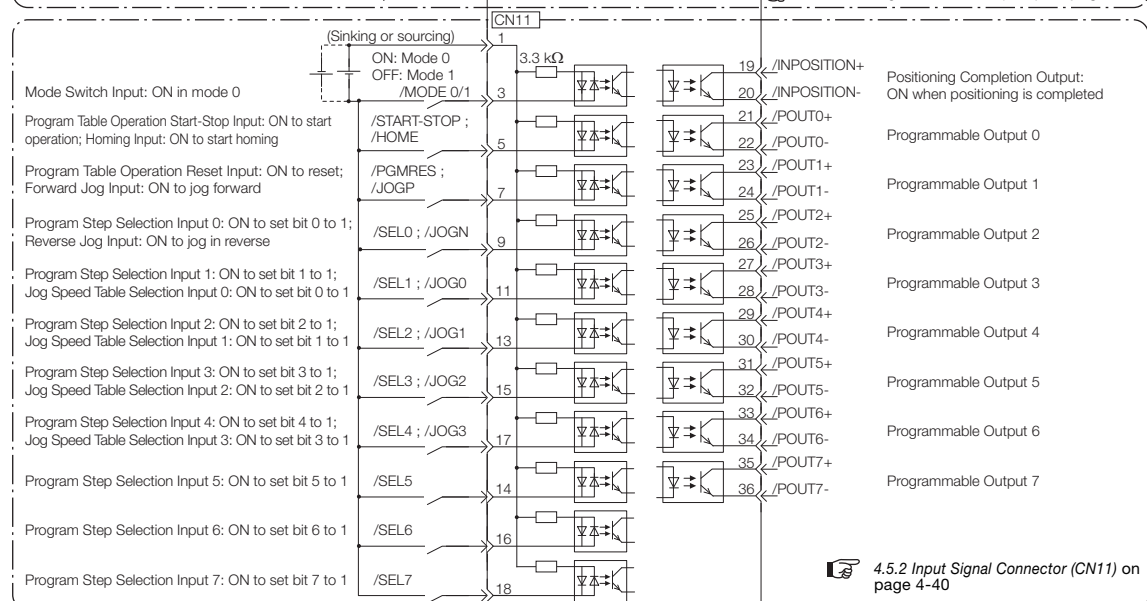 CN11
(Sinking or sourcing)
1
ON: Mode 0
OFF: Mode 1
3.3 kΩ
Mode Switch Input: ON in mode 0
/MODE 0/1
3
Program Table Operation Start-Stop Input: ON to start
operation; Homing Input: ON to start homing
/START-STOP ;
/HOME
5
Program Table Operation Reset Input: ON to reset;
Forward Jog Input: ON to jog forward
/PGMRES ;
/JOGP
7
Program Step Selection Input 0: ON to set bit 0 to 1;
Reverse Jog Input: ON to jog in reverse
/SEL0 ; /JOGN
9
Program Step Selection Input 1: ON to set bit 1 to 1;
Jog Speed Table Selection Input 0: ON to set bit 0 to 1
/SEL1 ; /JOG0
11
Program Step Selection Input 2: ON to set bit 2 to 1;
Jog Speed Table Selection Input 1: ON to set bit 1 to 1
/SEL2 ; /JOG1
13
Program Step Selection Input 3: ON to set bit 3 to 1;
Jog Speed Table Selection Input 2: ON to set bit 2 to 1
/SEL3 ; /JOG2
15
Program Step Selection Input 4: ON to set bit 4 to 1;
Jog Speed Table Selection Input 3: ON to set bit 3 to 1
/SEL4 ; /JOG3
17
Program Step Selection Input 5: ON to set bit 5 to 1
/SEL5
14
Program Step Selection Input 6: ON to set bit 6 to 1
/SEL6
16
Program Step Selection Input 7: ON to set bit 7 to 1
/SEL7
18
19 /INPOSITION+
20 /INPOSITION-
Positioning Completion Output:
ON when positioning is completed
21 /POUT0+
22 /POUT0-
Programmable Output 0
23 /POUT1+
24 /POUT1-
Programmable Output 1
25 /POUT2+
26 /POUT2-
Programmable Output 2
27 /POUT3+
28 /POUT3-
Programmable Output 3
29 /POUT4+
30 /POUT4-
Programmable Output 4
31 /POUT5+
32 /POUT5-
Programmable Output 5
33 /POUT6+
34 /POUT6-
Programmable Output 6
35 /POUT7+
36 /POUT7-
Programmable Output 7
4.5.2 Input Signal Connector (CN11) on
page 4-40